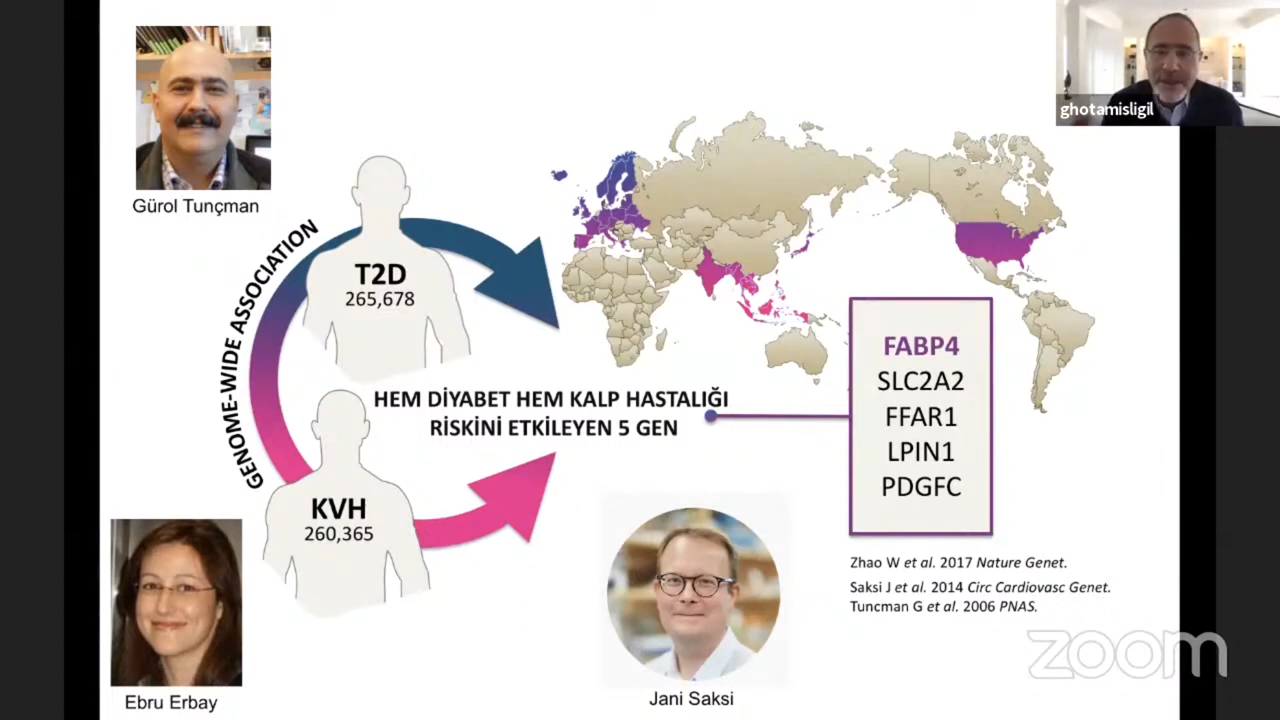 ghotamisligil
Gürol Tunçman
GENOME-WIDE ASSOCIATION
T2D
265,678
HEM DİYABET HEM KALP HASTALIĞI
RİSKİNİ ETKİLEYEN 5 GEN
KVH
260,365
FABP4
SLC2A2
FFAR1
LPIN1
PDGFC
Zhao W et al. 2017 Nature Genet.
Saksi J et al. 2014 Circ Cardiovasc Genet.
Tuncman G et al. 2006 PNAS.
Ebru Erbay
Jani Saksi
zoom